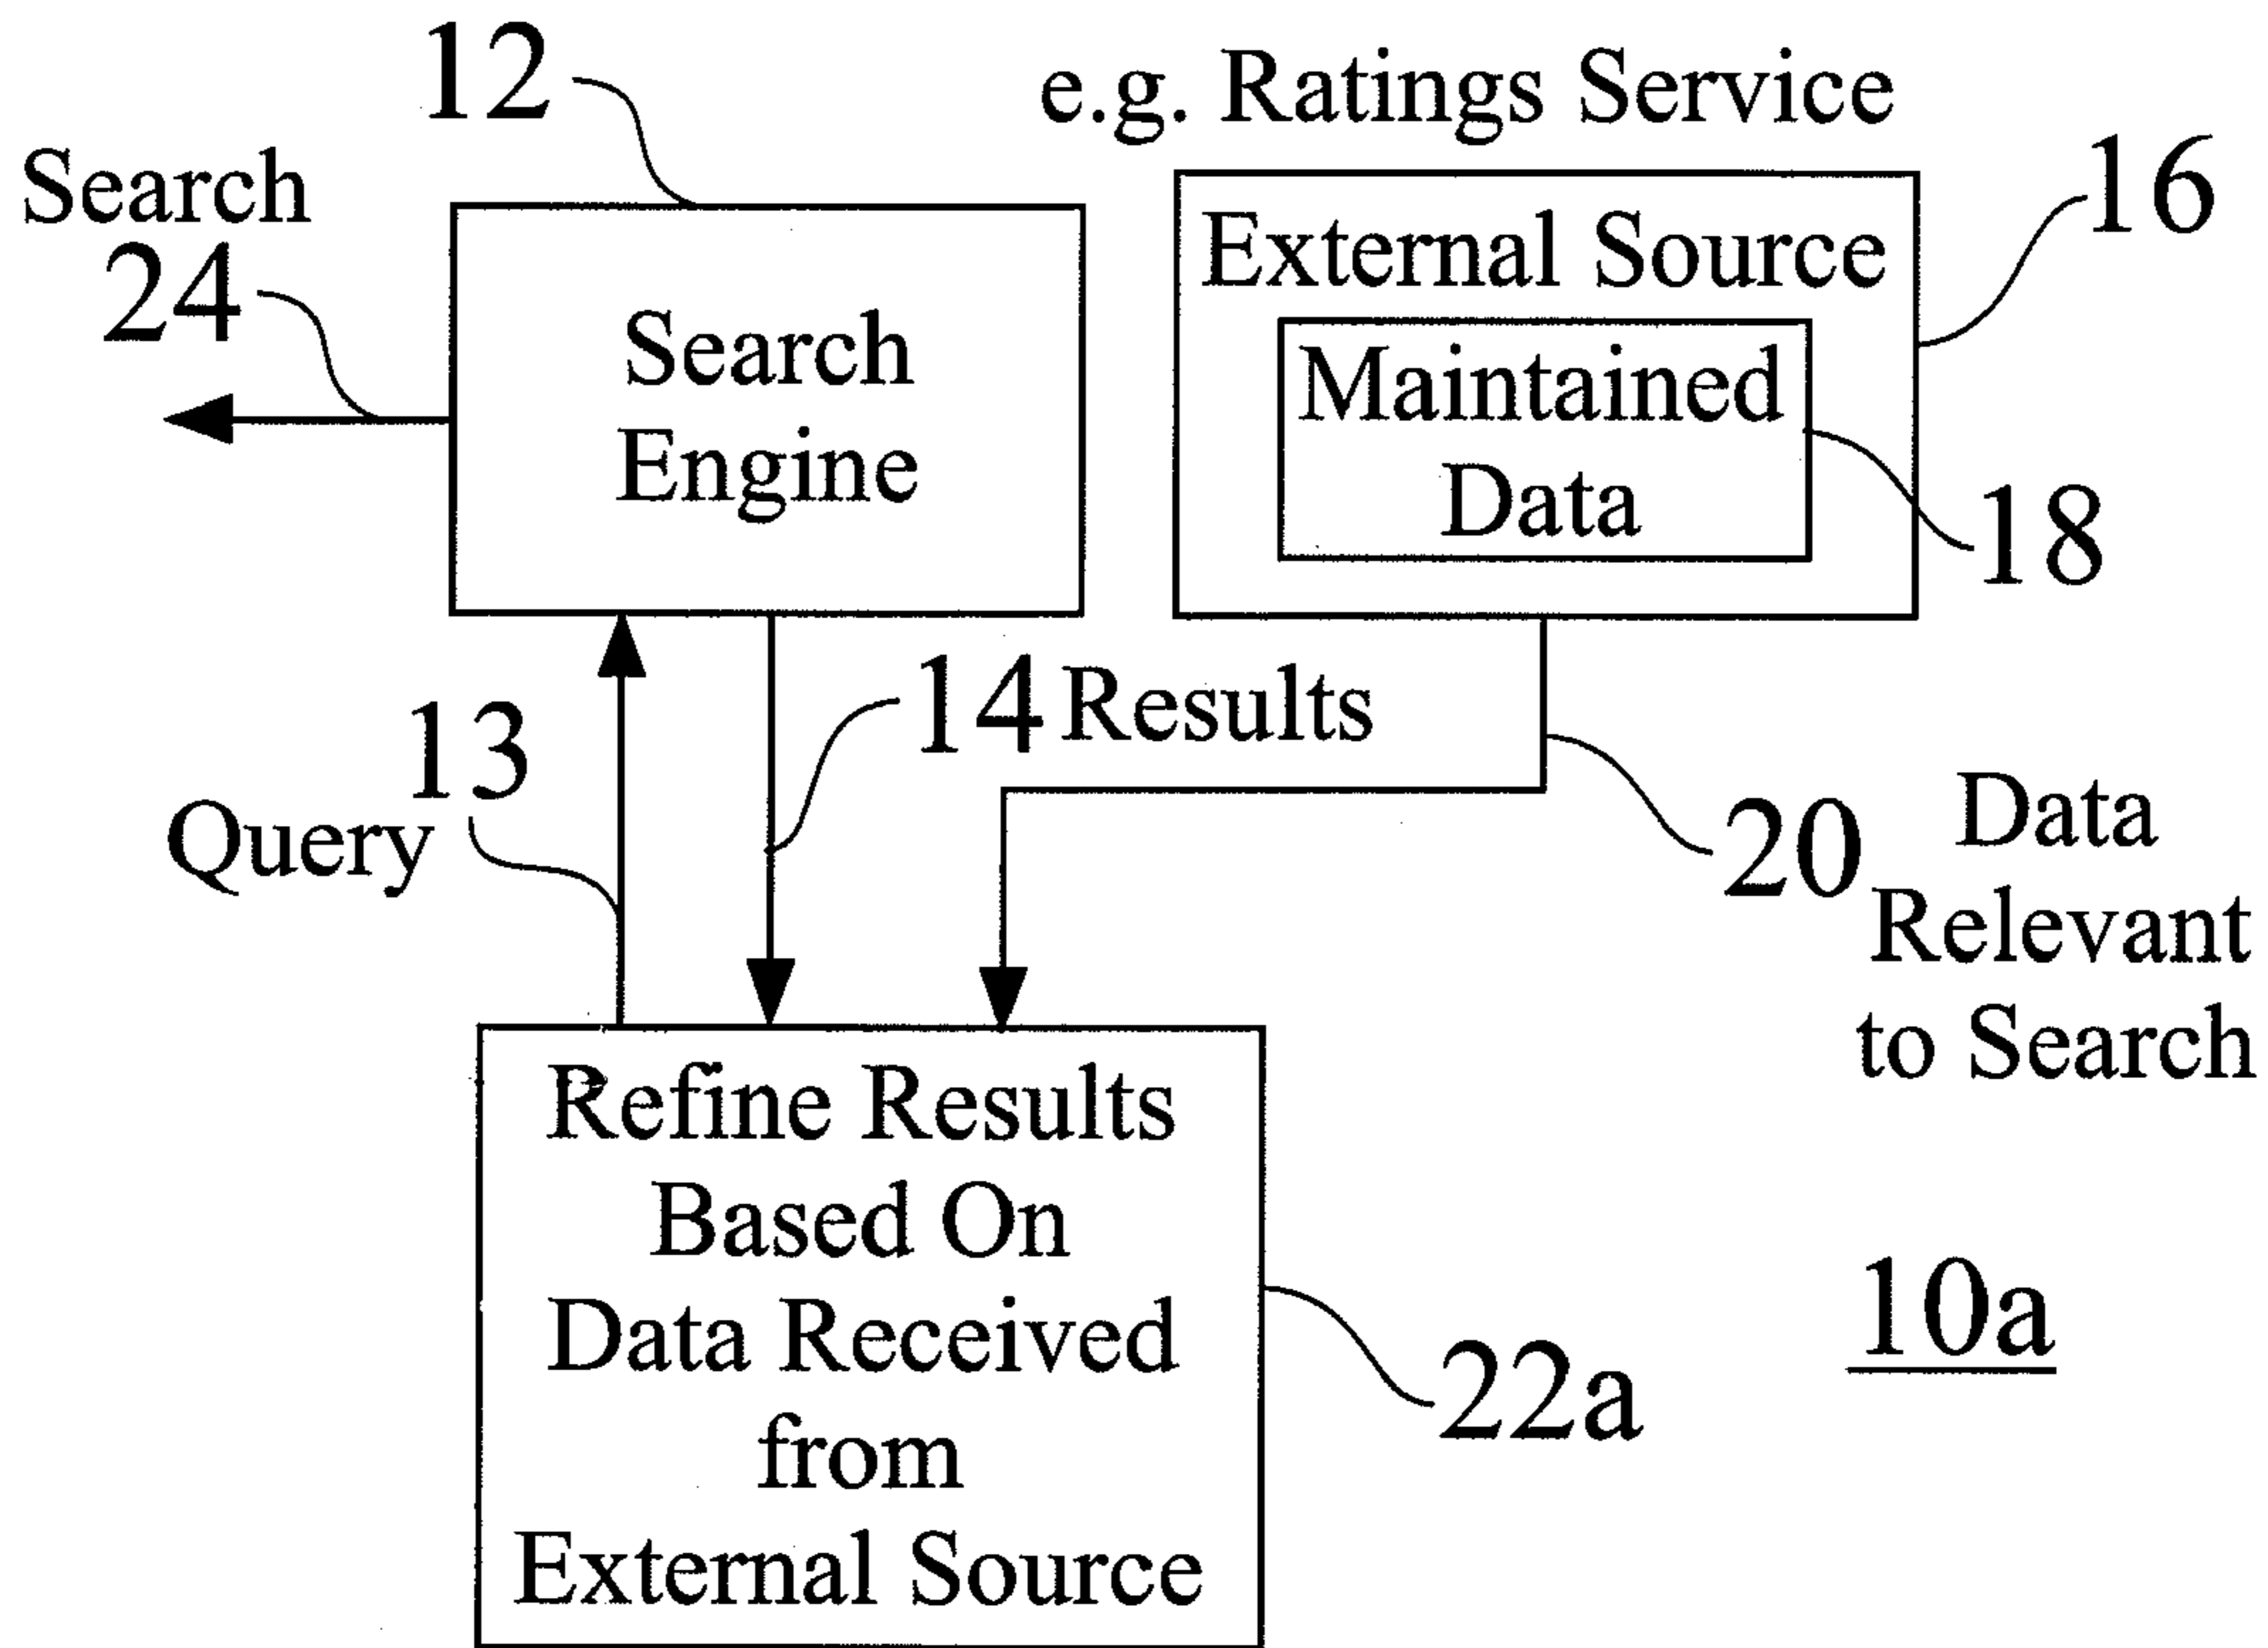 12
e.g. Ratings Service
16
Search
24
External Source
Search
Engine
Maintained
Data
18
14 Results
13
Query
20
Data
Relevant
to Search
Refine Results
Based On
Data Received
from
External Source
22a
10a